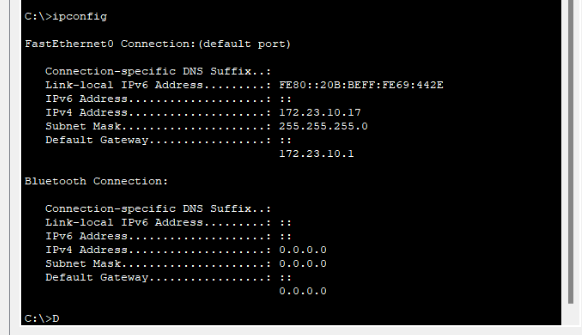 C:\>ipconfig
FastEthernet0 Connection:(default port)
Connection-specific DNS Suffix..:
Link-local IPv6 Address.........: FE80::20B:BEFF:FE69:442E
IPv6 Address....................: ::
IPv4 Address....................: 172.23.10.17
Subnet Mask.....................: 255.255.255.0
Default Gateway.................: ::
172.23.10.1
Bluetooth Connection:
Connection-specific DNS Suffix..:
Link-local IPv6 Address.........: ::
IPv6 Address....................: ::
IPv4 Address....................: 0.0.0.0
Subnet Mask.....................: 0.0.0.0
Default Gateway.................: ::
0.0.0.0
C:\>D